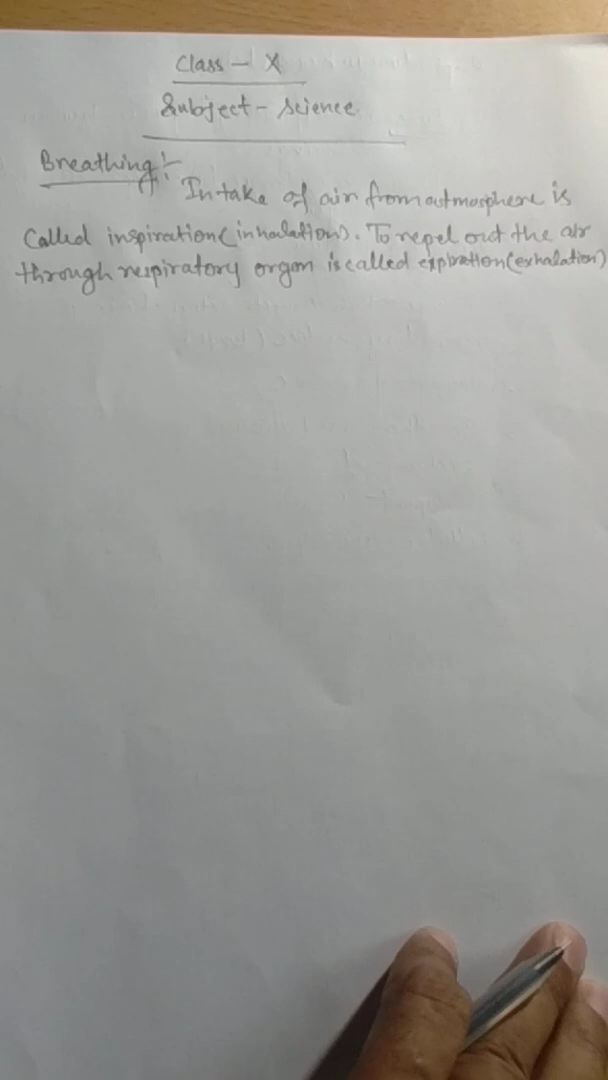 Class - X
Subject - Science
Breathing:-
Intake of air from atmosphere is
Called inspiration (inhalation). To repel out the air
through respiratory organ is called expiration (exhalation)